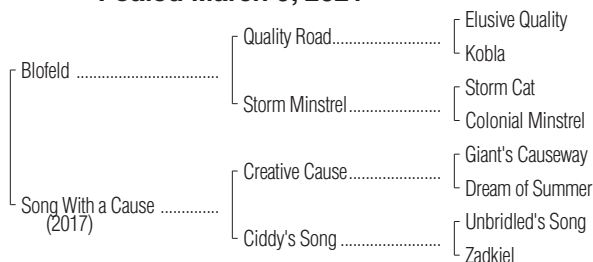 Foaled March 2021
Elusive Quality
Quality Road
Kobla
Blofeld
Storm Cat
Storm Minstrel
Colonial Minstrel
Giant's Causeway
Creative Cause
Dream of Summer
Song With a Cause
(2017)
Unbridled's Song
Ciddy's Song
Zadkiel